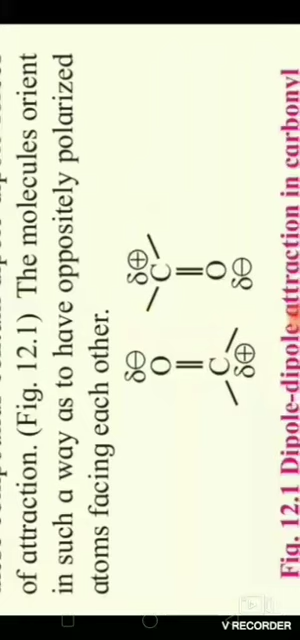 of attraction. (Fig. 12.1) The molecules orient
in such a way as to have oppositely polarized
atoms facing each other.
δ⊖ δ⊕
O C
C O
δ⊕ δ⊖
Fig. 12.1 Dipole-dipole attraction in carbonyl
V RECORDER